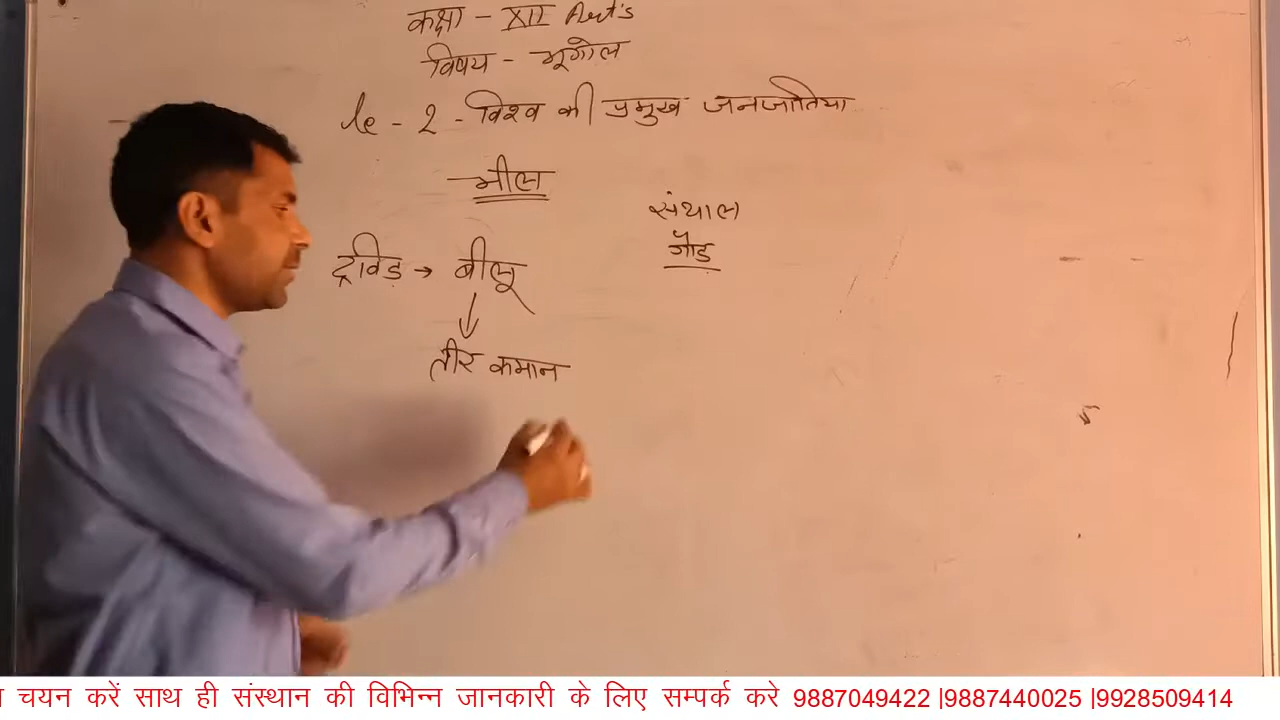 कक्षा - XII Art's
विषय - भूगोल
le - 2 - विश्व की प्रमुख जनजातिया
भील
संथाल
गौड
द्रविड → बीलू
↓
तीर कमान
चयन करें साथ ही संस्थान की विभिन्न जानकारी के लिए सम्पर्क करे 9887049422 |9887440025 |9928509414